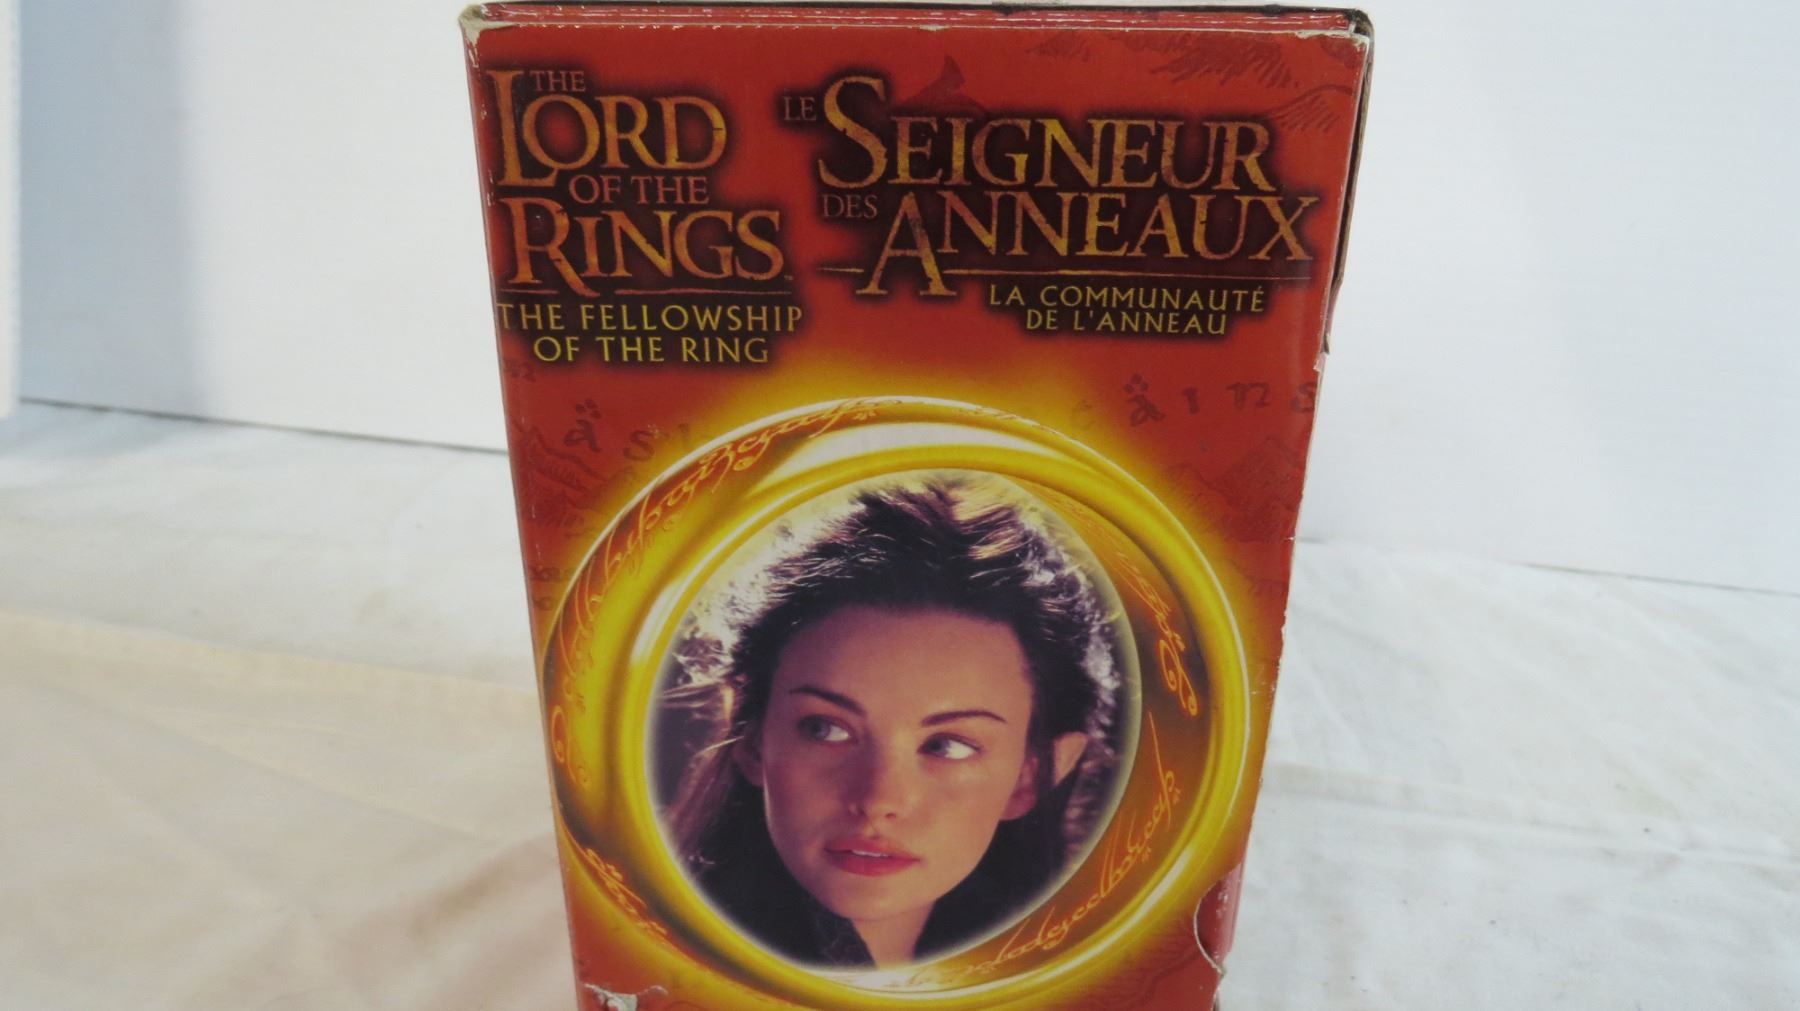 THE
LORD
OF THE
RINGS
THE FELLOWSHIP
OF THE RING
LE
SEIGNEUR
DES
ANNEAUX
LA COMMUNAUTÉ
DE L'ANNEAU